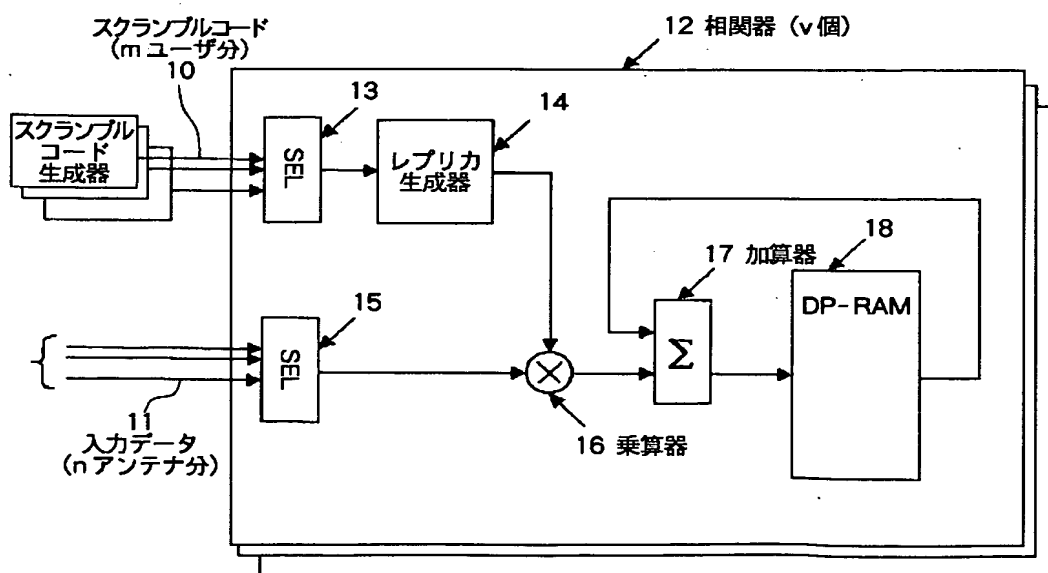 スクランブルコード
(m ユーザ分)
10
12 相関器 (v個)
スクランブル
コード
生成器
13
SEL
14
レプリカ
生成器
18
17 加算器
DP-RAM
Σ
15
SEL
16 乗算器
11
入力データ
(n アンテナ分)